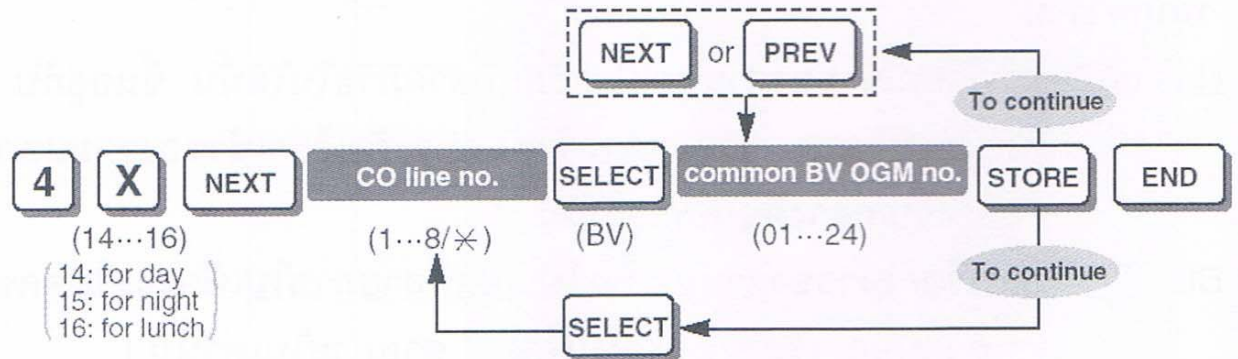 NEXT or PREV
To continue
4 X NEXT CO line no. SELECT common BV OGM no. STORE END
(14···16) (1···8/✳) (BV) (01···24)
14: for day
15: for night
16: for lunch
To continue
SELECT